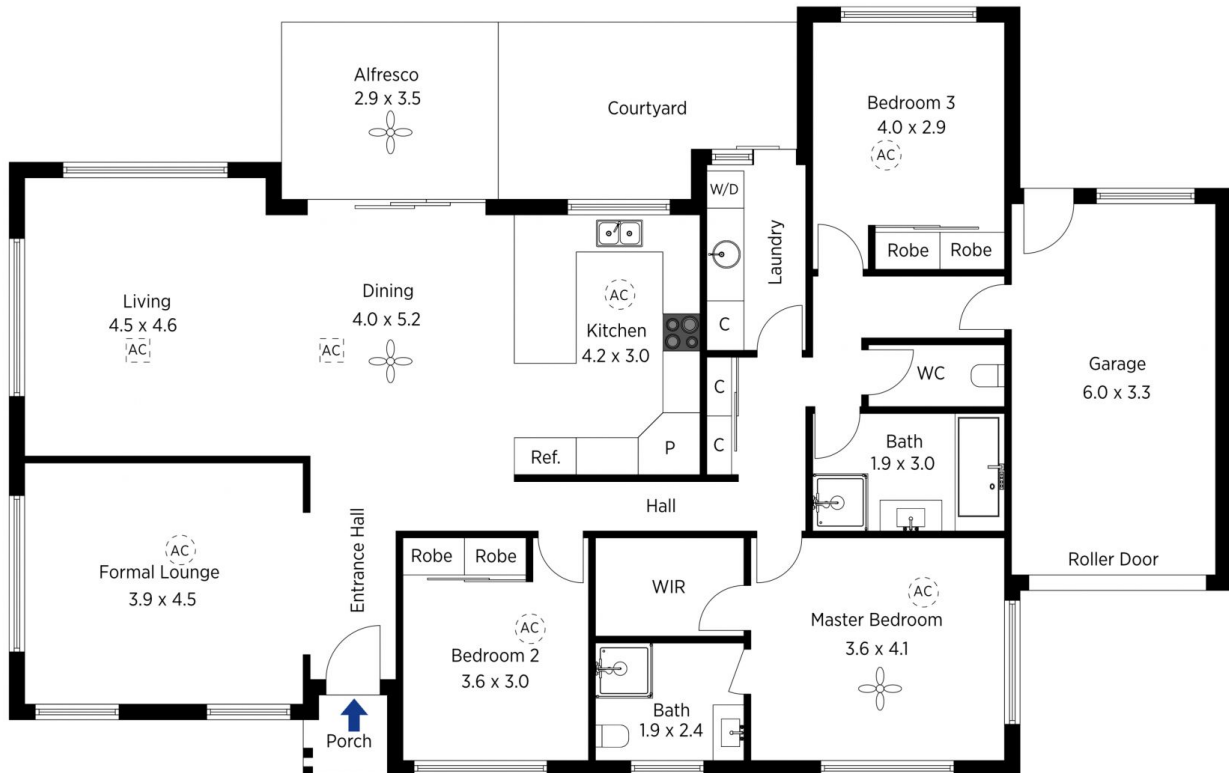 Alfresco
2.9 x 3.5
Courtyard
Bedroom 3
4.0 x 2.9
AC
W/D
Laundry
C
Robe
Robe
Living
4.5 x 4.6
AC
Dining
4.0 x 5.2
AC
AC
Kitchen
4.2 x 3.0
Garage
6.0 x 3.3
WC
C
C
Ref.
P
Bath
1.9 x 3.0
Hall
Roller Door
AC
Formal Lounge
3.9 x 4.5
Entrance Hall
Robe
Robe
AC
Bedroom 2
3.6 x 3.0
WIR
AC
Master Bedroom
3.6 x 4.1
Bath
1.9 x 2.4
Porch